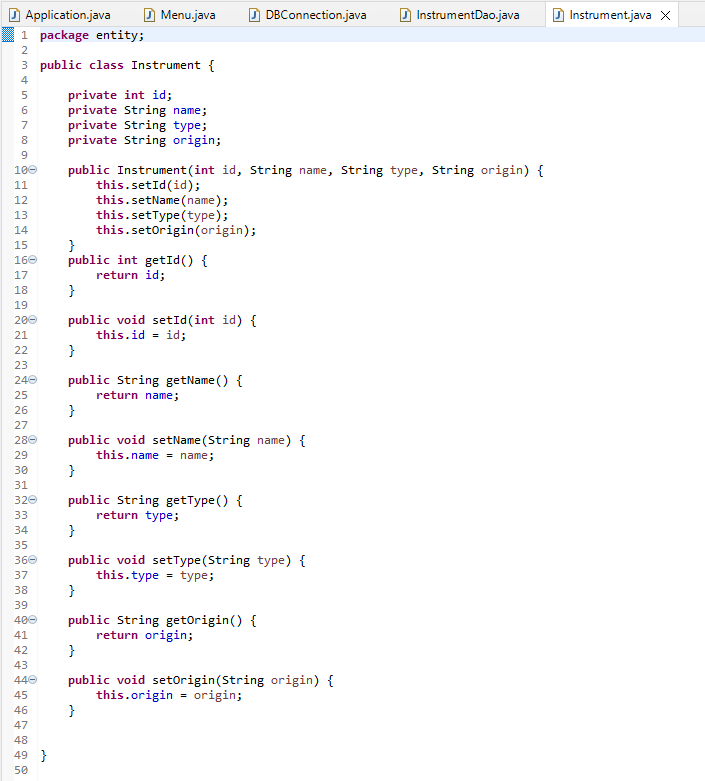 Application.java Menu.java DBConnection.java InstrumentDao.java Instrument.java
1 package entity;
2
3 public class Instrument {
4
5     private int id;
6     private String name;
7     private String type;
8     private String origin;
9
10     public Instrument(int id, String name, String type, String origin) {
11         this.setId(id);
12         this.setName(name);
13         this.setType(type);
14         this.setOrigin(origin);
15     }
16     public int getId() {
17         return id;
18     }
19
20     public void setId(int id) {
21         this.id = id;
22     }
23
24     public String getName() {
25         return name;
26     }
27
28     public void setName(String name) {
29         this.name = name;
30     }
31
32     public String getType() {
33         return type;
34     }
35
36     public void setType(String type) {
37         this.type = type;
38     }
39
40     public String getOrigin() {
41         return origin;
42     }
43
44     public void setOrigin(String origin) {
45         this.origin = origin;
46     }
47
48
49 }
50